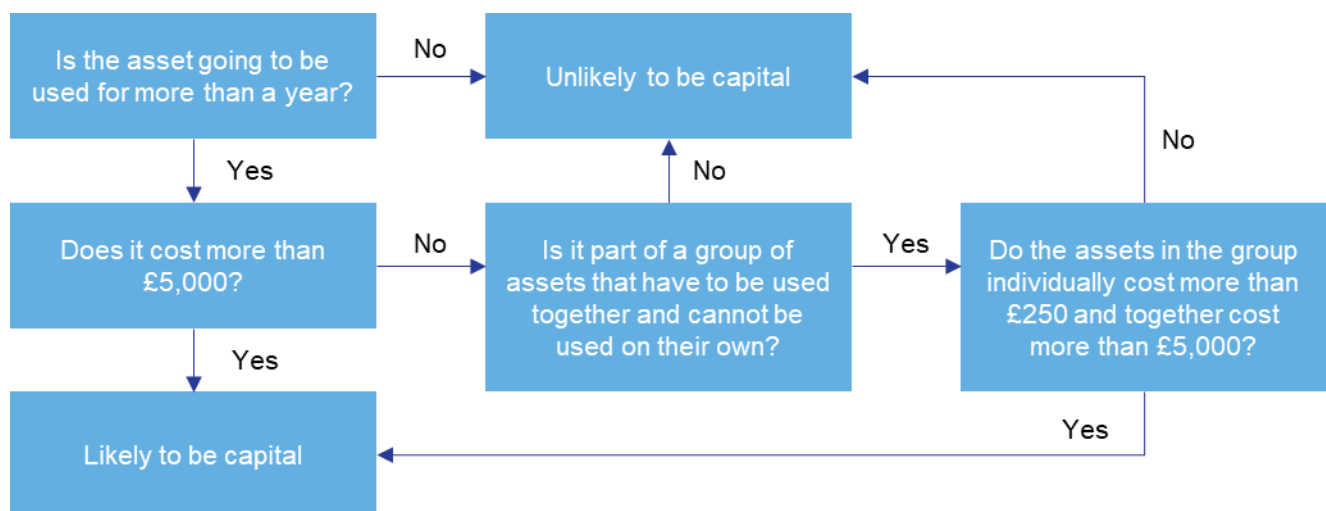 Is the asset going to be
used for more than a year?
No
Unlikely to be capital
Yes
No
No
Does it cost more than
£5,000?
No
Is it part of a group of
assets that have to be used
together and cannot be
used on their own?
Yes
Do the assets in the group
individually cost more than
£250 and together cost
more than £5,000?
Yes
Yes
Likely to be capital